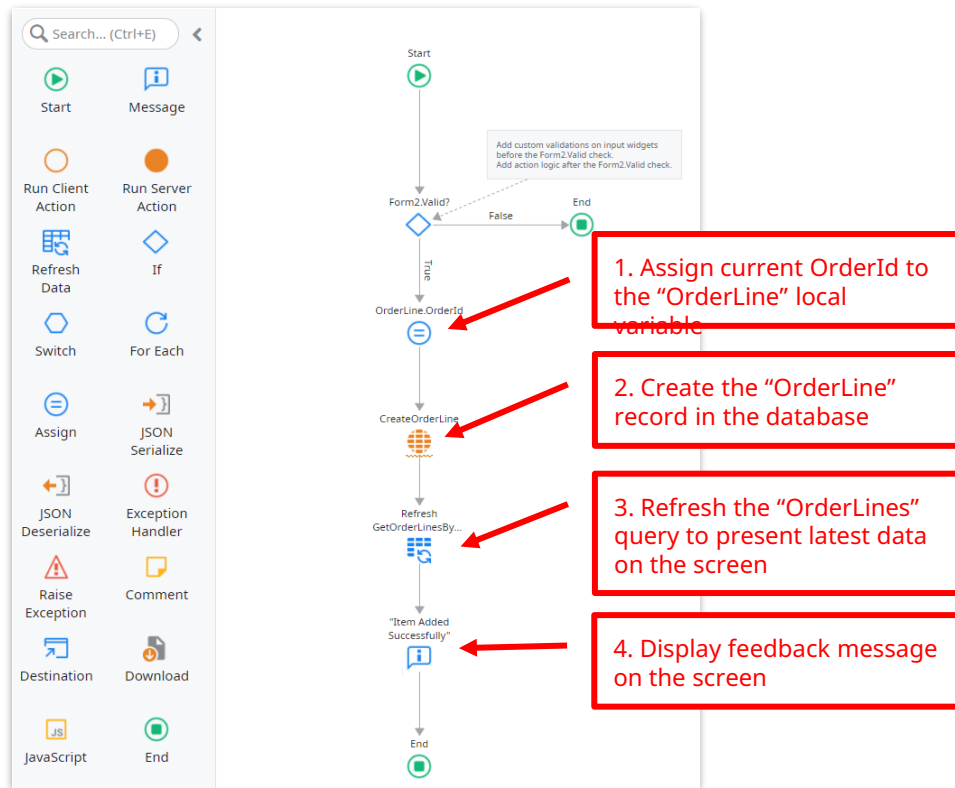 Search... (Ctrl+E)
Start
Message
Run Client
Action
Run Server
Action
Refresh
Data
If
Switch
For Each
Assign
JSON
Serialize
JSON
Deserialize
Exception
Handler
Raise
Exception
Comment
Destination
Download
JS
JavaScript
End
Start
Add custom validations on input widgets
before the Form2.Valid check.
Add action logic after the Form2.Valid check.
Form2.Valid?
False
End
True
OrderLine.OrderId
CreateOrderLine
Refresh
GetOrderLinesBy...
"Item Added
Successfully"
End
1. Assign current OrderId to
the “OrderLine” local
variable
2. Create the “OrderLine”
record in the database
3. Refresh the “OrderLines”
query to present latest data
on the screen
4. Display feedback message
on the screen